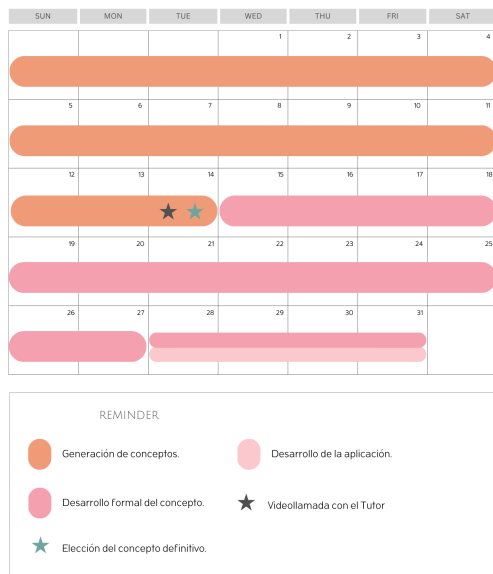 SUN MON TUE WED THU FRI SAT
1 2 3 4
5 6 7 8 9 10 11
12 13 14 15 16 17 18
19 20 21 22 23 24 25
26 27 28 29 30 31
REMINDER
Generación de conceptos. Desarrollo de la aplicación.
Desarrollo formal del concepto. Videollamada con el Tutor
Elección del concepto definitivo.